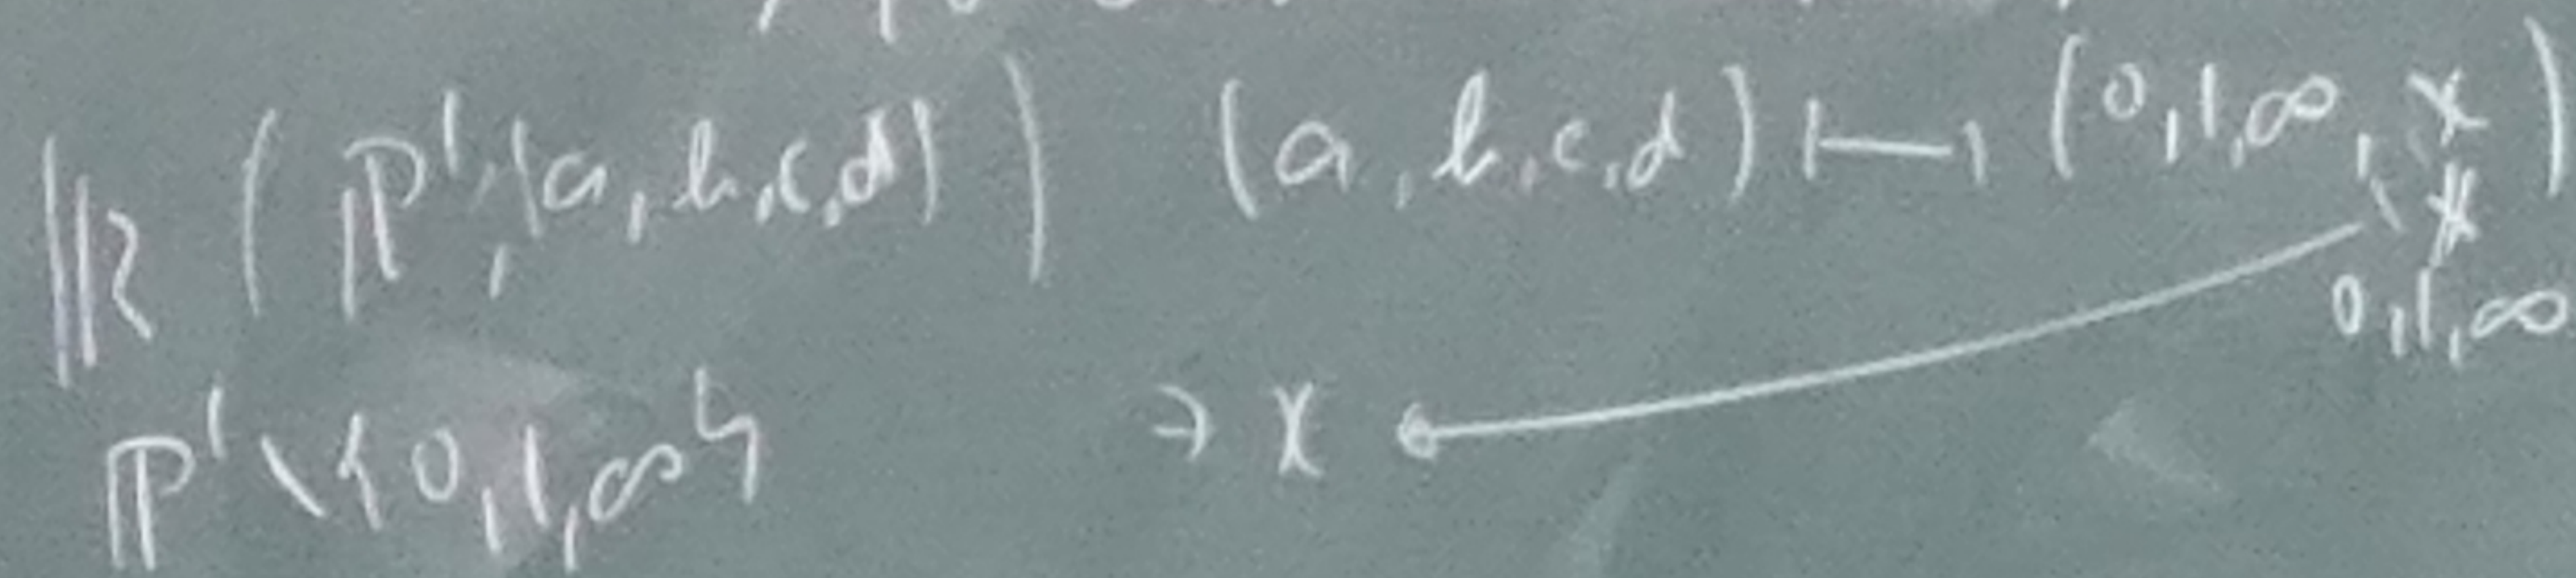 ( ℙ¹, {a, b, c, d} ) (a, b, c, d) ⟼ (0, 1, ∞, x)
≠
0, 1, ∞
ℙ¹ \ {0, 1, ∞} ∋ x